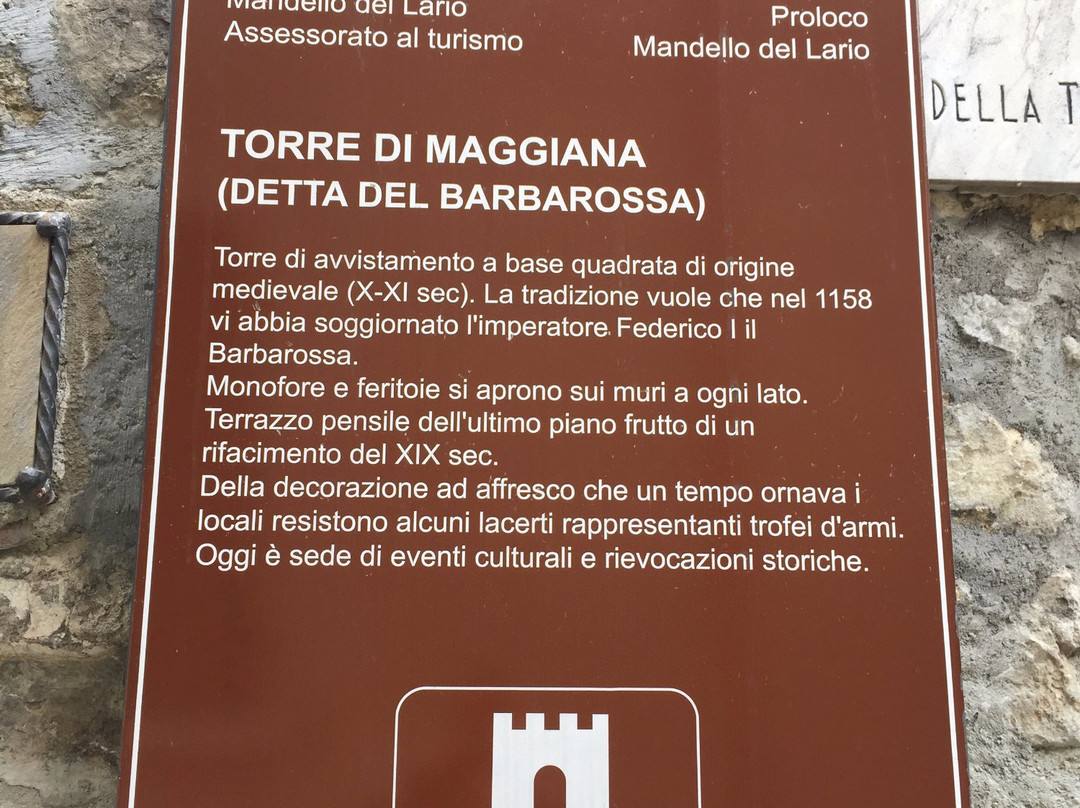 Mandello del Lario
Assessorato al turismo
Proloco
Mandello del Lario
DELLA T
TORRE DI MAGGIANA
(DETTA DEL BARBAROSSA)
Torre di avvistamento a base quadrata di origine
medievale (X-XI sec). La tradizione vuole che nel 1158
vi abbia soggiornato l'imperatore Federico I il
Barbarossa.
Monofore e feritoie si aprono sui muri a ogni lato.
Terrazzo pensile dell'ultimo piano frutto di un
rifacimento del XIX sec.
Della decorazione ad affresco che un tempo ornava i
locali resistono alcuni lacerti rappresentanti trofei d'armi.
Oggi è sede di eventi culturali e rievocazioni storiche.